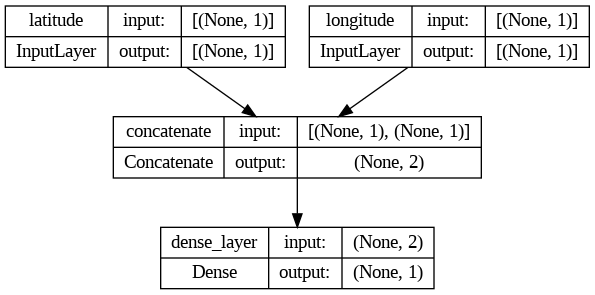 latitude input: [(None, 1)]
InputLayer output: [(None, 1)]
longitude input: [(None, 1)]
InputLayer output: [(None, 1)]
concatenate input: [(None, 1), (None, 1)]
Concatenate output: (None, 2)
dense_layer input: (None, 2)
Dense output: (None, 1)